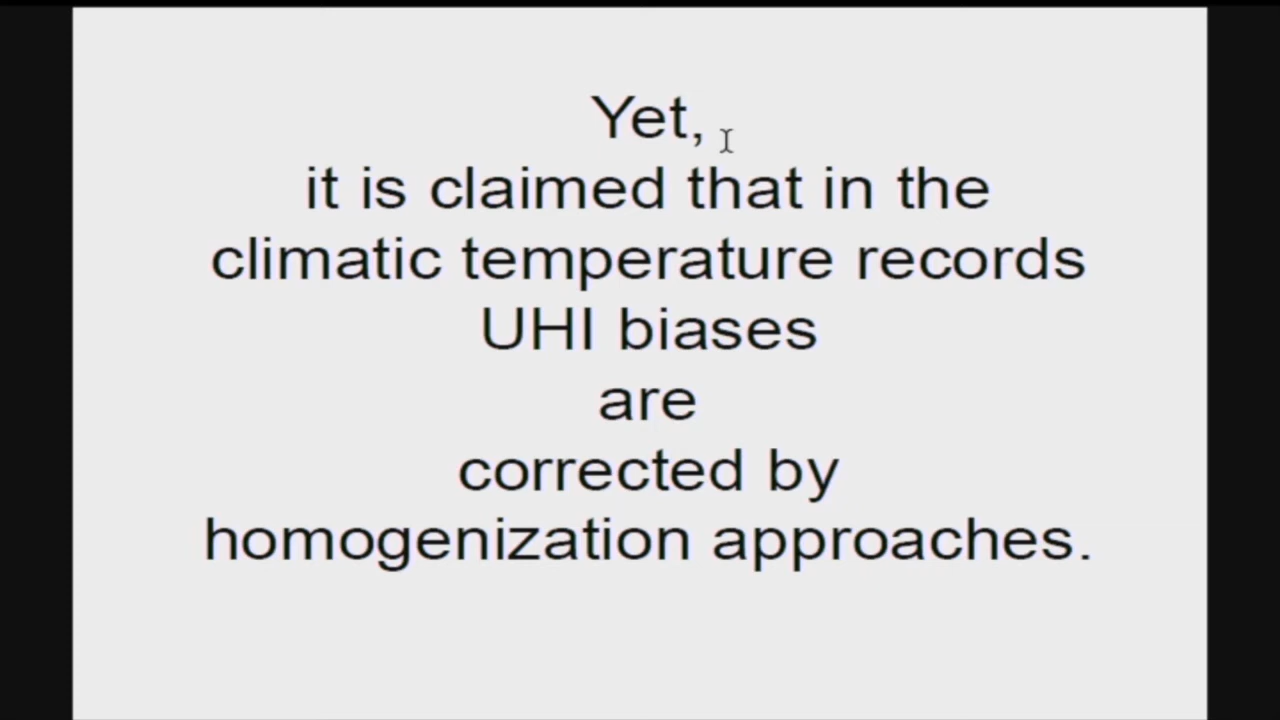 Yet,
it is claimed that in the
climatic temperature records
UHI biases
are
corrected by
homogenization approaches.